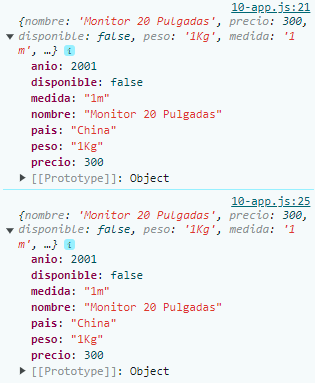 10-app.js:21
{nombre: 'Monitor 20 Pulgadas', precio: 300,
disponible: false, peso: '1Kg', medida: '1
m', …} i
anio: 2001
disponible: false
medida: "1m"
nombre: "Monitor 20 Pulgadas"
pais: "China"
peso: "1Kg"
precio: 300
[[Prototype]]: Object
10-app.js:25
{nombre: 'Monitor 20 Pulgadas', precio: 300,
disponible: false, peso: '1Kg', medida: '1
m', …} i
anio: 2001
disponible: false
medida: "1m"
nombre: "Monitor 20 Pulgadas"
pais: "China"
peso: "1Kg"
precio: 300
[[Prototype]]: Object